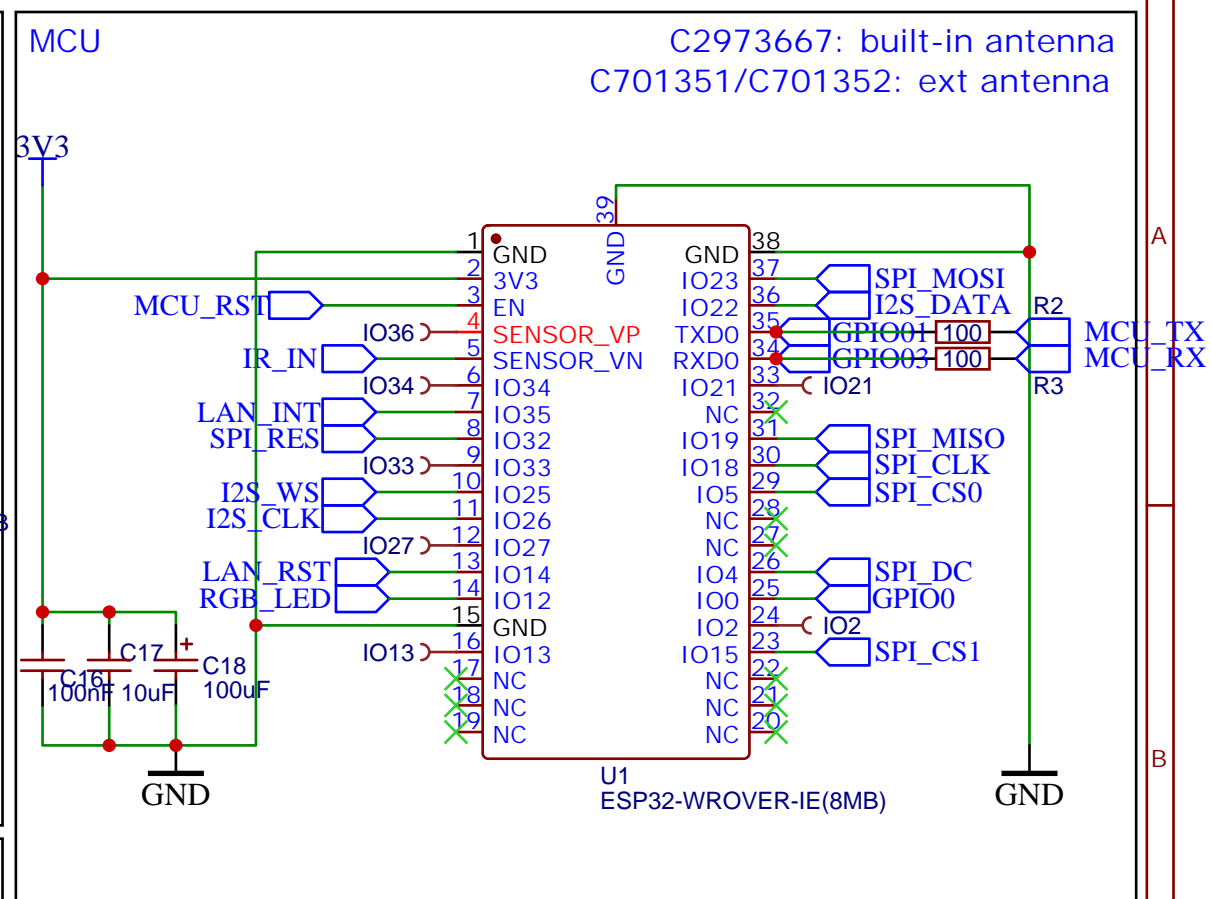 MCU
C2973667: built-in antenna
C701351/C701352: ext antenna
3V3
39
GND
1
GND
GND
38
2
3V3
IO23
37
SPI_MOSI
MCU_RST
3
EN
IO22
36
I2S_DATA
IO36
4
SENSOR_VP
TXD0
35
GPIO01
100
R2
MCU_TX
IR_IN
5
SENSOR_VN
RXD0
34
GPIO03
100
R3
MCU_RX
IO34
6
IO34
IO21
33
IO21
LAN_INT
7
IO35
NC
32
SPI_RES
8
IO32
IO19
31
SPI_MISO
IO33
9
IO33
IO18
30
SPI_CLK
I2S_WS
10
IO25
IO5
29
SPI_CS0
I2S_CLK
11
IO26
NC
28
IO27
12
IO27
NC
27
LAN_RST
13
IO14
IO4
26
SPI_DC
RGB_LED
14
IO12
IO0
25
GPIO0
15
GND
IO2
24
IO2
IO13
16
IO13
IO15
23
SPI_CS1
17
NC
NC
22
18
NC
NC
21
19
NC
NC
20
C16
100nF
C17
10uF
+
C18
100uF
GND
U1
ESP32-WROVER-IE(8MB)
GND
A
B